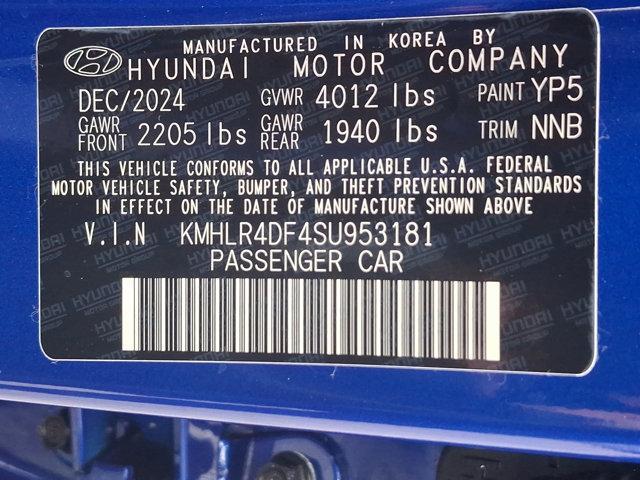 MANUFACTURED IN KOREA BY
HYUNDAI MOTOR COMPANY
DEC/2024 GVWR 4012 lbs PAINT YP5
GAWR FRONT 2205 lbs GAWR REAR 1940 lbs TRIM NNB
THIS VEHICLE CONFORMS TO ALL APPLICABLE U.S.A. FEDERAL
MOTOR VEHICLE SAFETY, BUMPER, AND THEFT PREVENTION STANDARDS
IN EFFECT ON THE DATE OF MANUFACTURE SHOWN ABOVE
V.I.N KMHLR4DF4SU953181
PASSENGER CAR